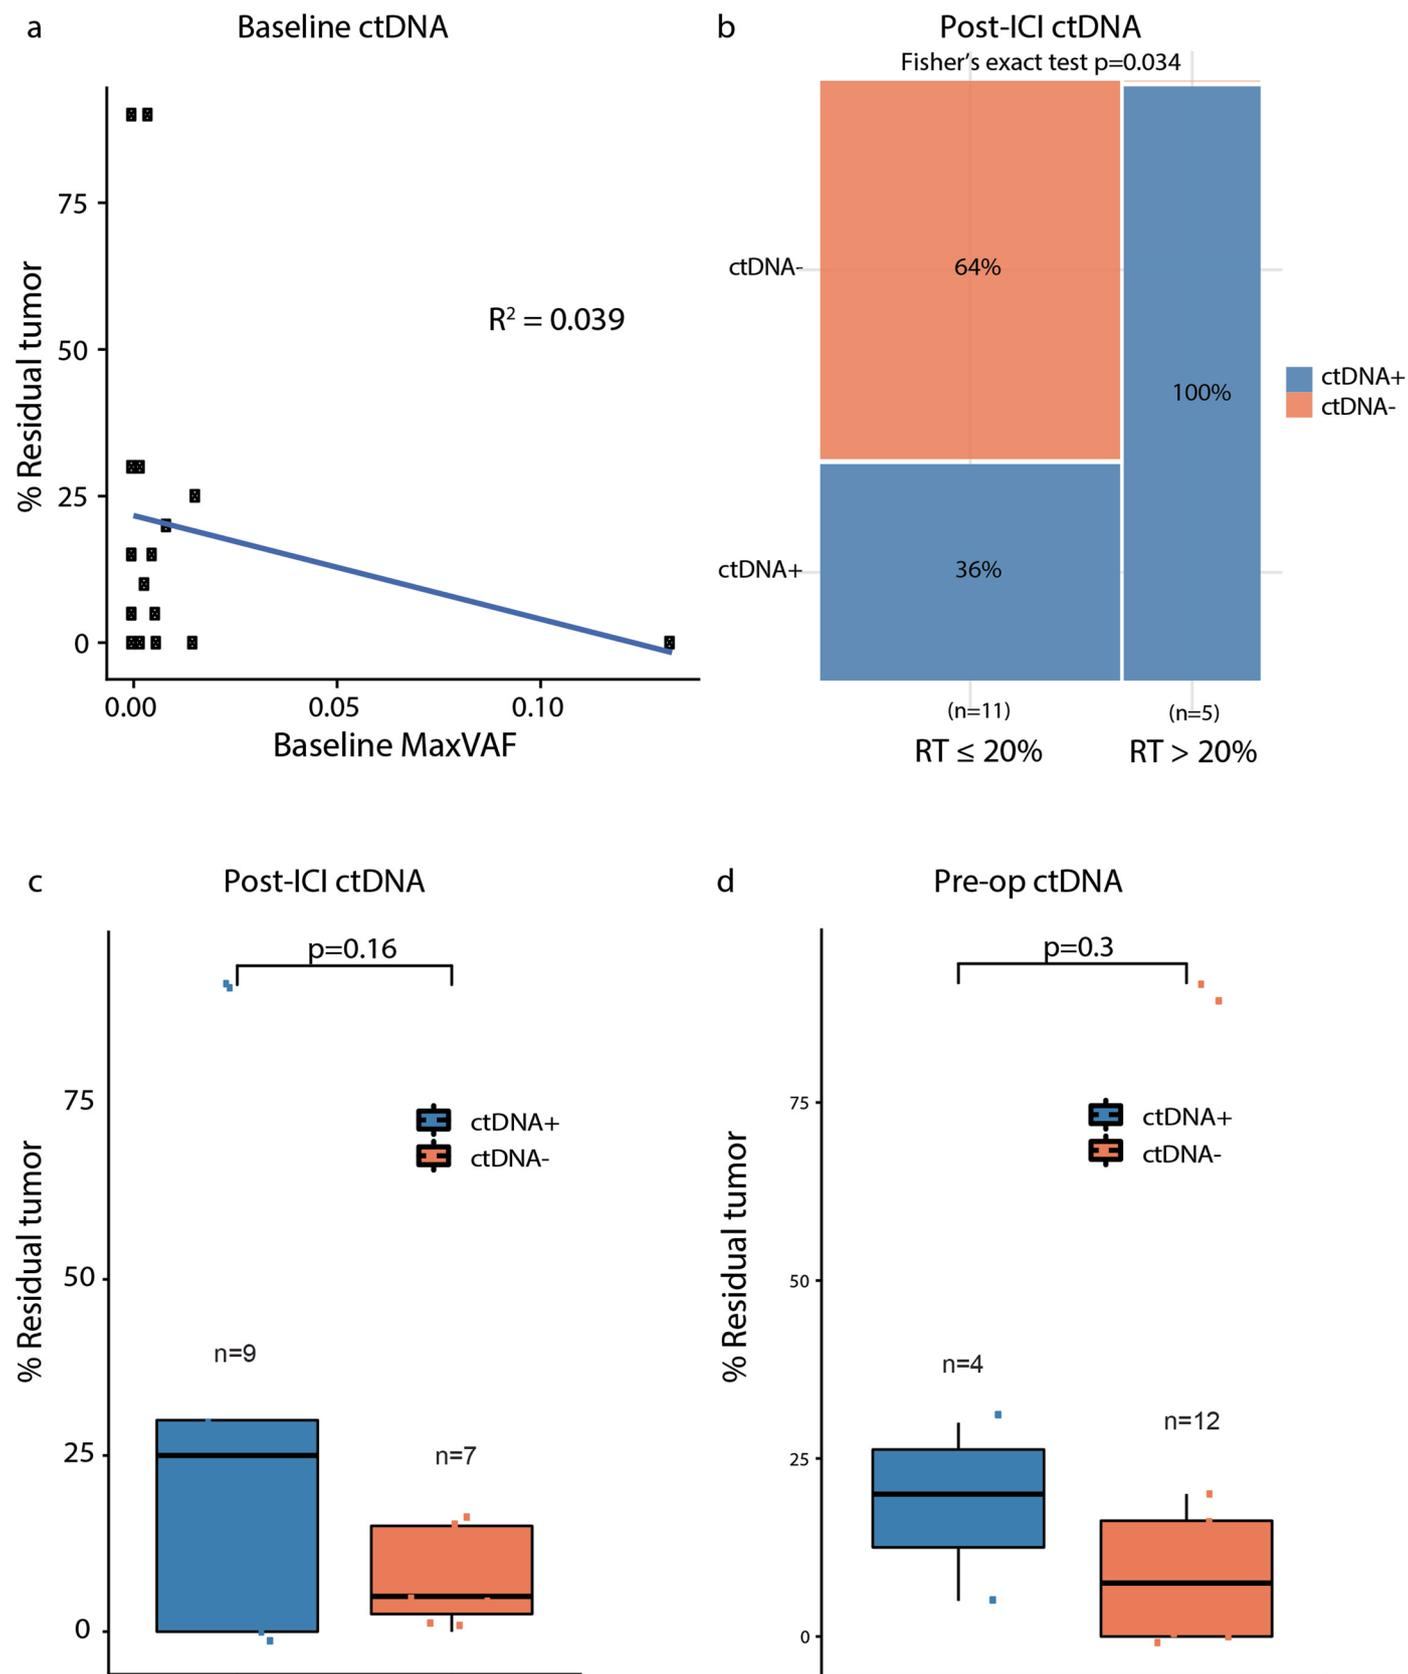 a
Baseline ctDNA
% Residual tumor
75
50
25
0
R² = 0.039
0.00
0.05
0.10
Baseline MaxVAF
b
Post-ICI ctDNA
Fisher's exact test p=0.034
ctDNA-
64%
100%
ctDNA+
ctDNA-
ctDNA+
36%
(n=11)
(n=5)
RT ≤ 20%
RT > 20%
c
Post-ICI ctDNA
p=0.16
% Residual tumor
75
50
25
0
ctDNA+
ctDNA-
n=9
n=7
d
Pre-op ctDNA
p=0.3
% Residual tumor
75
50
25
0
ctDNA+
ctDNA-
n=4
n=12